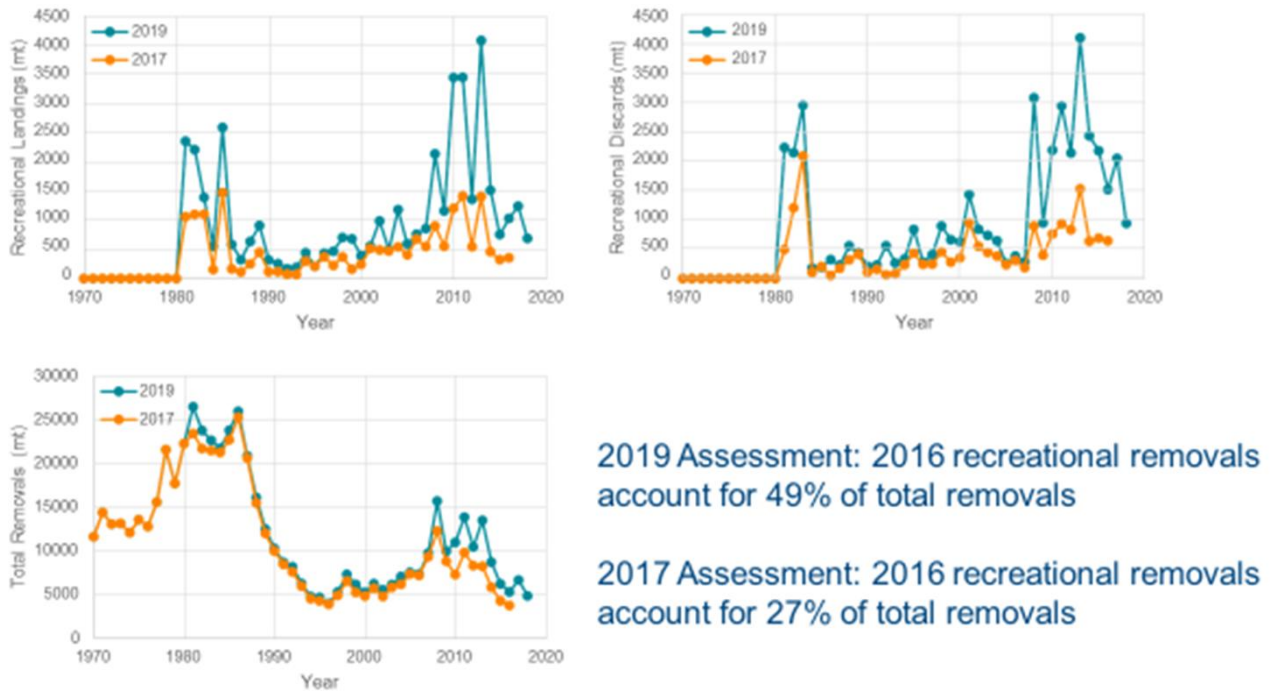 4500
4000
3500
3000
2500
2000
1500
1000
500
0
Recreational Landings (mt)
2019
2017
1970 1980 1990 2000 2010 2020
Year
4500
4000
3500
3000
2500
2000
1500
1000
500
0
Recreational Discards (mt)
2019
2017
1970 1980 1990 2000 2010 2020
Year
30000
25000
20000
15000
10000
5000
0
Total Removals (mt)
2019
2017
1970 1980 1990 2000 2010 2020
Year
2019 Assessment: 2016 recreational removals
account for 49% of total removals
2017 Assessment: 2016 recreational removals
account for 27% of total removals